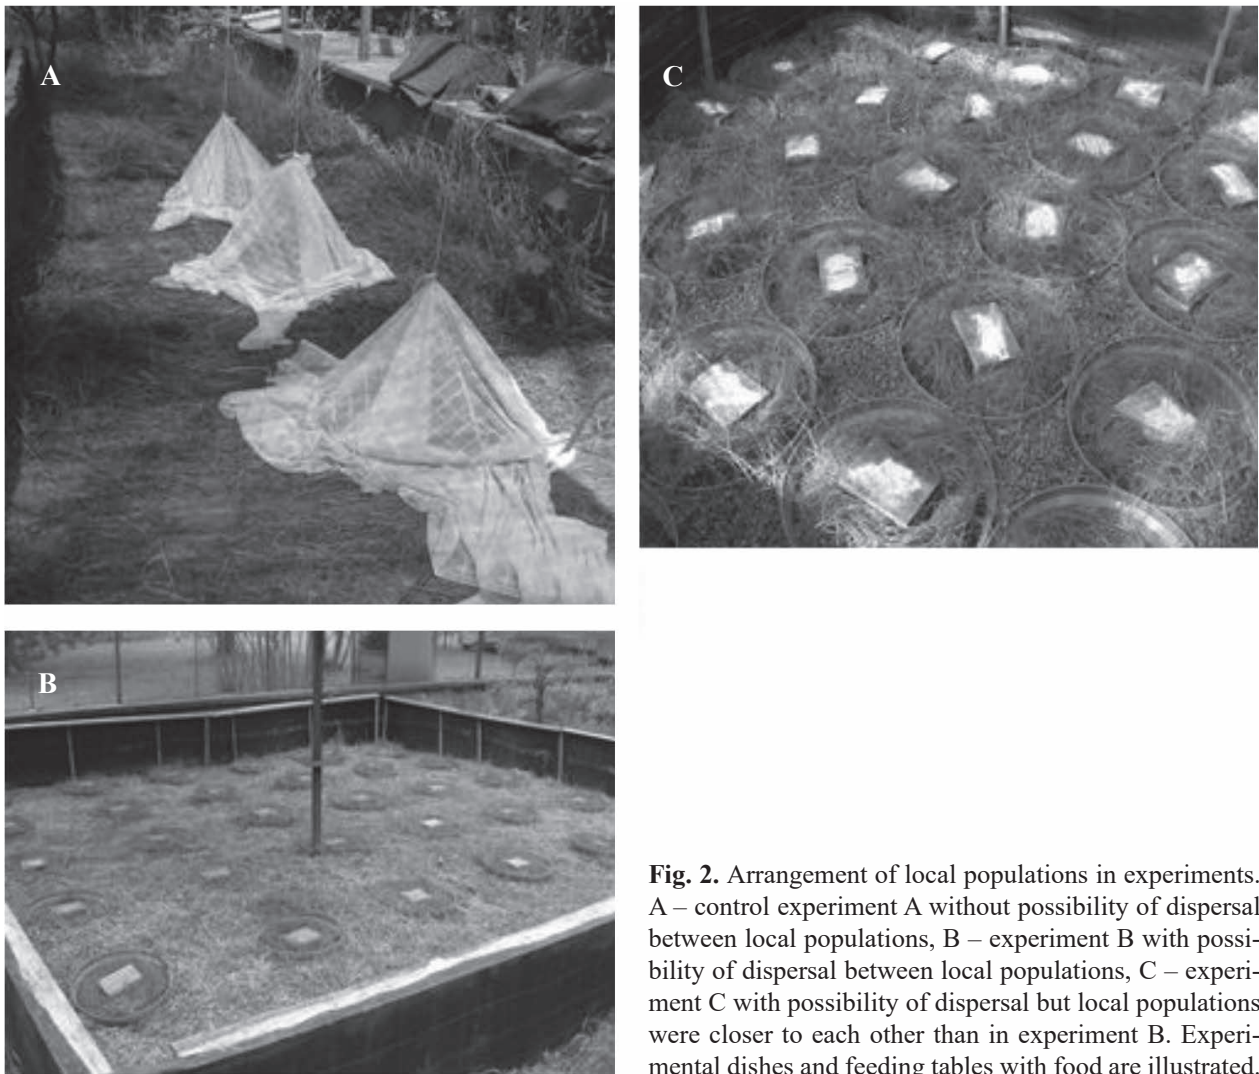 A
C
B
Fig. 2. Arrangement of local populations in experiments.
A – control experiment A without possibility of dispersal
between local populations, B – experiment B with possi-
bility of dispersal between local populations, C – experi-
ment C with possibility of dispersal but local populations
were closer to each other than in experiment B. Experi-
mental dishes and feeding tables with food are illustrated.